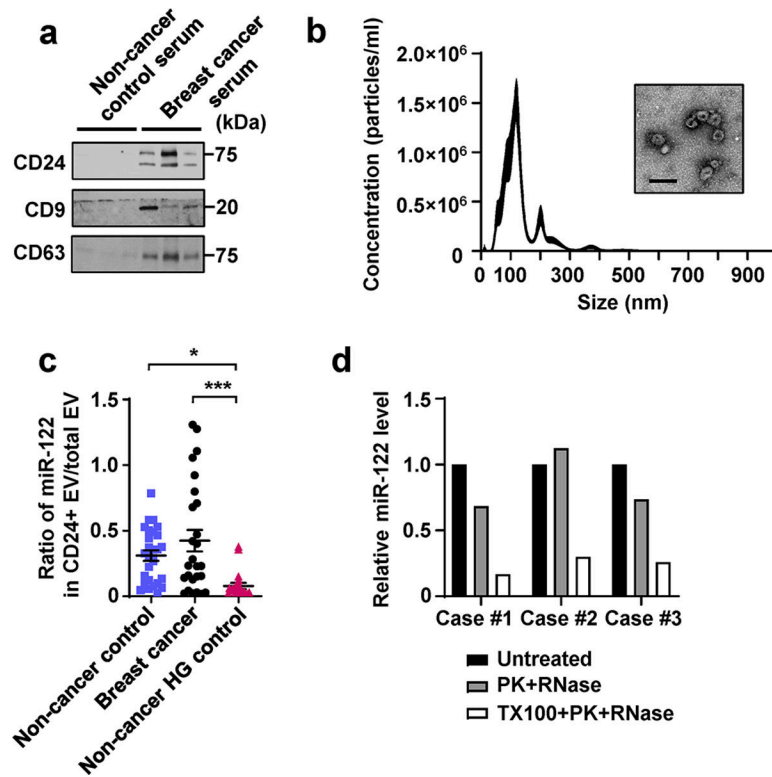 a
Non-cancer
control serum
Breast cancer
serum
(kDa)
CD24
75
CD9
20
CD63
75
b
Concentration (particles/ml)
2.0×10⁶
1.5×10⁶
1.0×10⁶
0.5×10⁶
0
0 100 300 500 700 900
Size (nm)
c
Ratio of miR-122
in CD24+ EV/total EV
*
***
1.5
1.0
0.5
0
Non-cancer control
Breast cancer
Non-cancer HG control
d
Relative miR-122 level
1.5
1.0
0.5
0
Case #1 Case #2 Case #3
Untreated
PK+RNase
TX100+PK+RNase